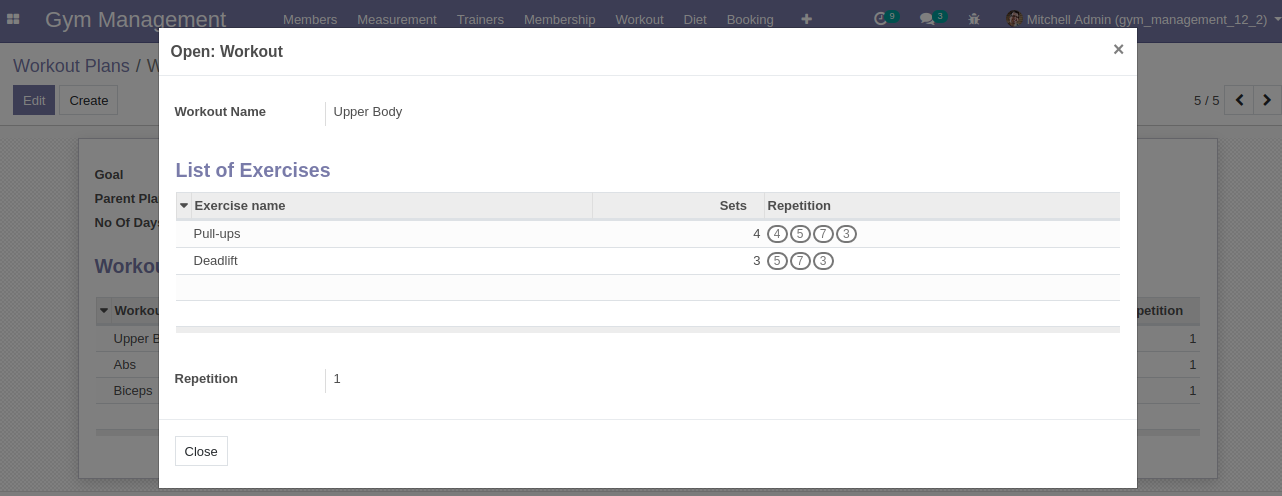 Gym Management Members Measurement Trainers Membership Workout Diet Booking 9 3 Mitchell Admin (gym_management_12_2)
Open: Workout ×
Workout Plans / W
Edit Create 5 / 5
Workout Name Upper Body
Goal
Parent Pla
No Of Days
List of Exercises
Exercise name Sets Repetition
Pull-ups 4 4 5 7 3
Deadlift 3 5 7 3
Workou
Workou petition
Upper B 1
Abs 1
Biceps 1
Repetition 1
Close